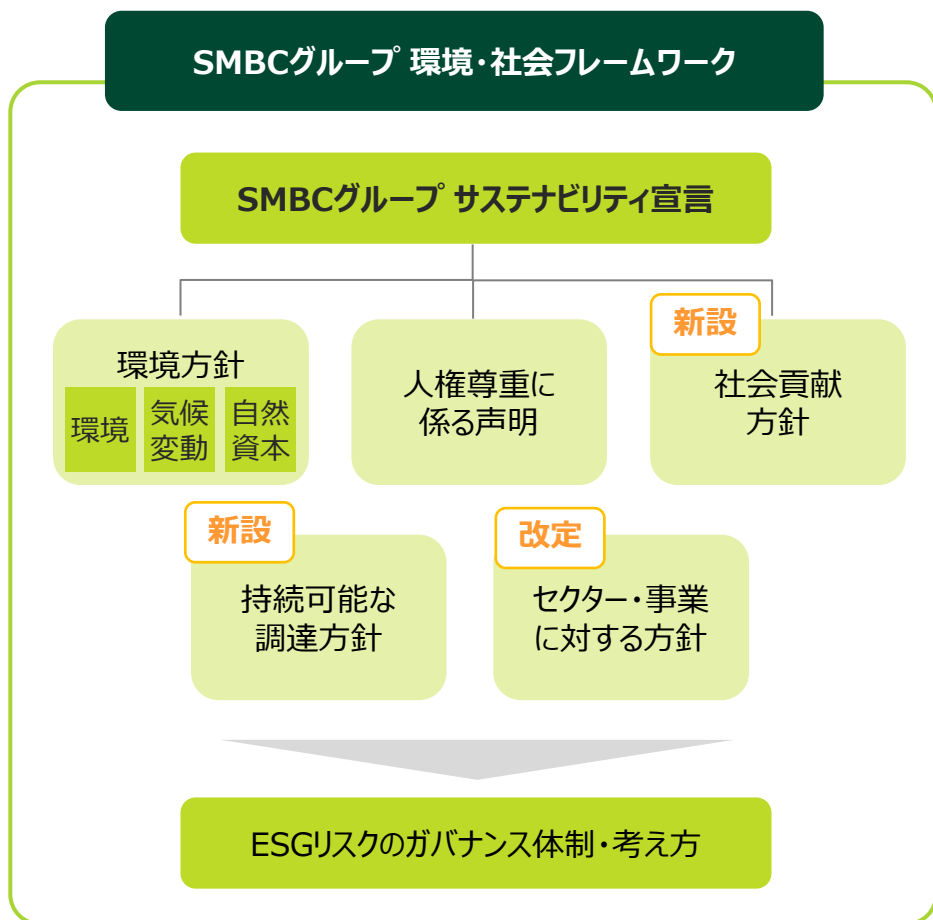 SMBCグループ 環境・社会フレームワーク
SMBCグループ サステナビリティ宣言
環境方針
環境
気候
変動
自然
資本
人権尊重に
係る声明
新設
社会貢献
方針
新設
持続可能な
調達方針
改定
セクター・事業
に対する方針
ESGリスクのガバナンス体制・考え方